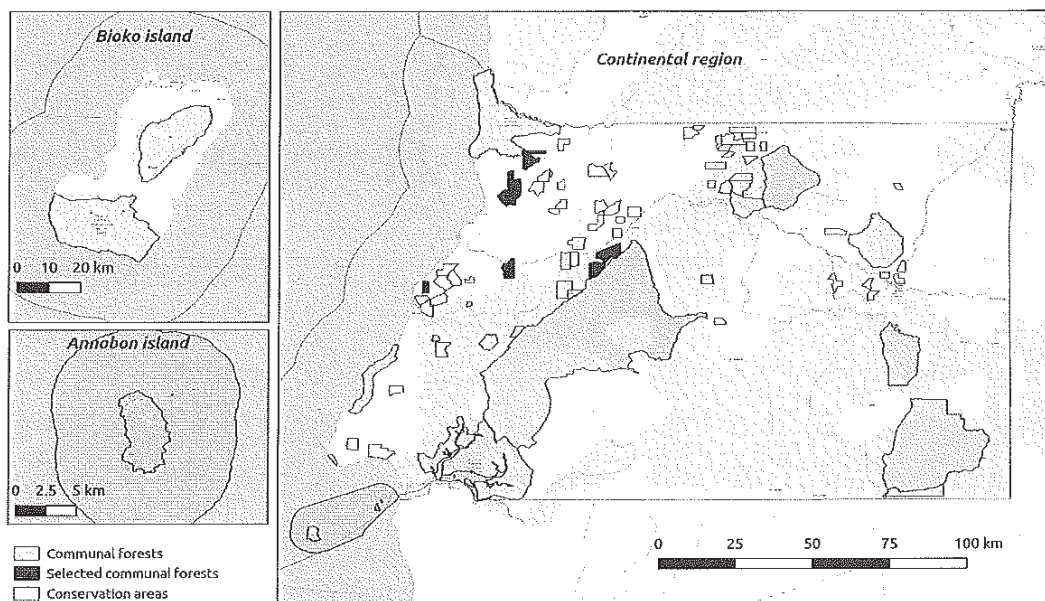 Bioko island
0 10 20 km
Annobon island
0 2.5 5 km
Communal forests
Selected communal forests
Conservation areas
Continental region
0 25 50 75 100 km